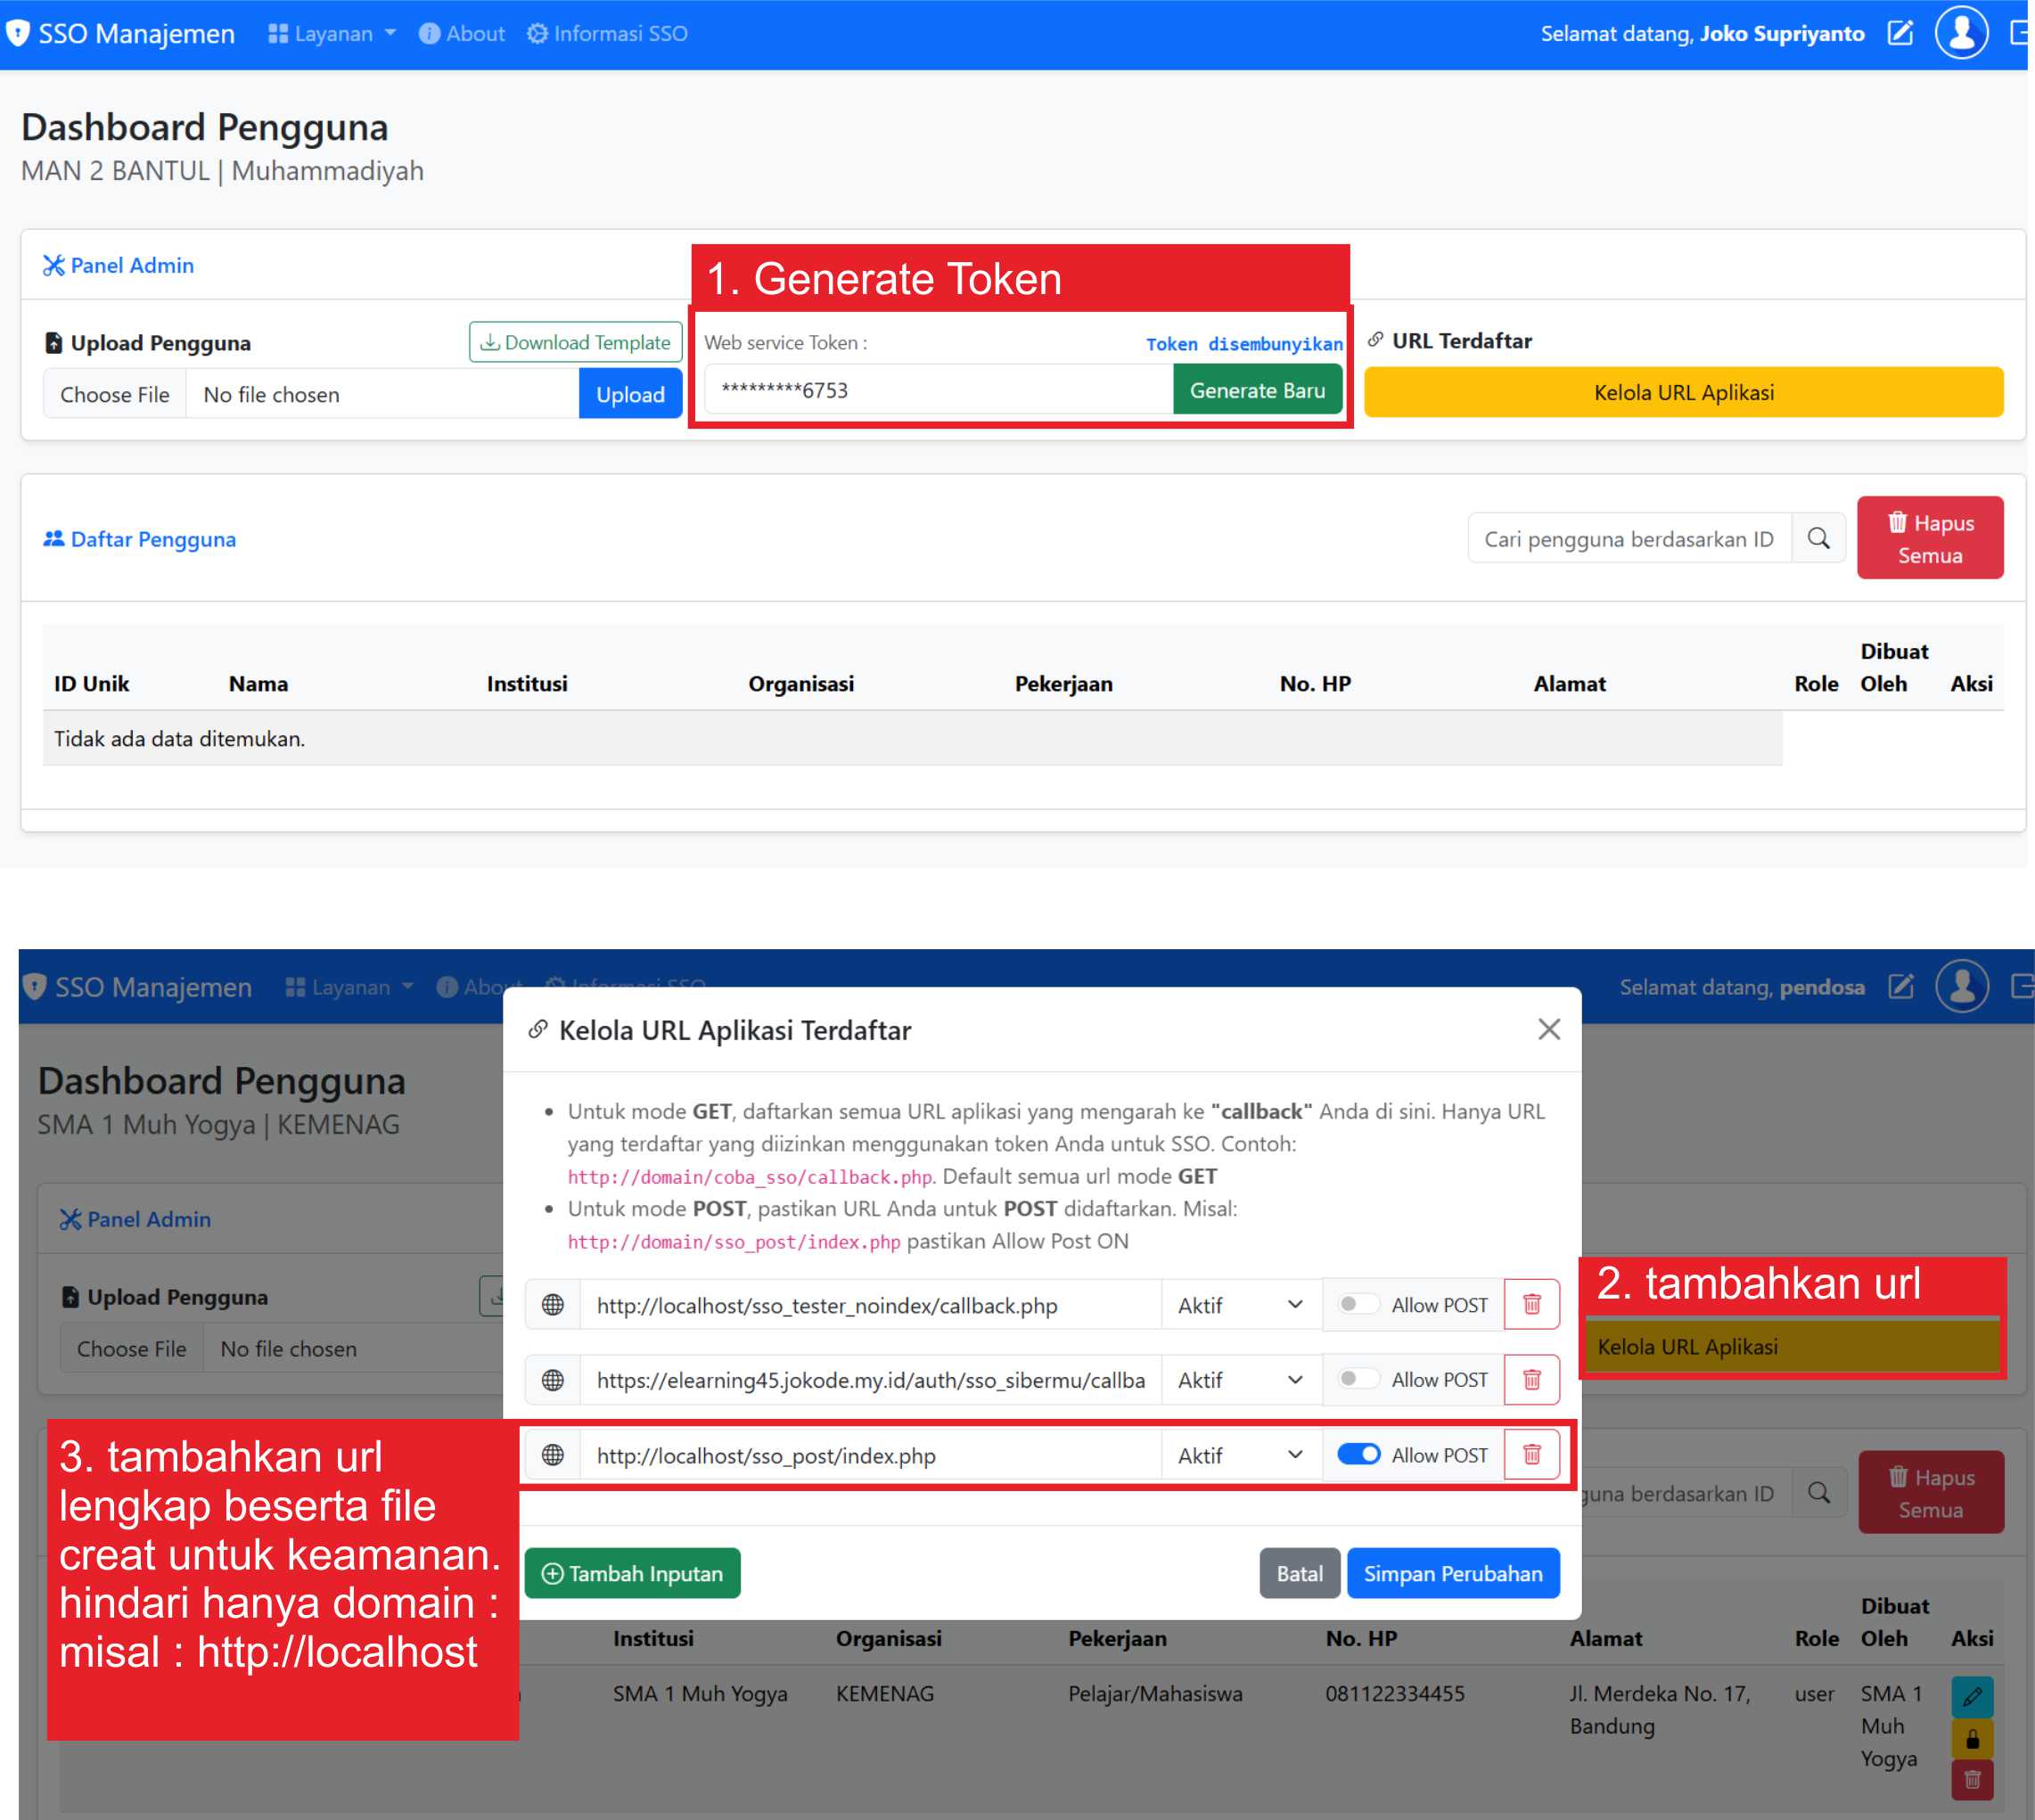 SSO Manajemen Layanan About Informasi SSO Selamat datang, Joko Supriyanto
Dashboard Pengguna
MAN 2 BANTUL | Muhammadiyah
Panel Admin
1. Generate Token
Upload Pengguna Download Template
Choose File No file chosen Upload
Web service Token : Token disembunyikan
*********6753 Generate Baru
URL Terdaftar
Kelola URL Aplikasi
Daftar Pengguna
Cari pengguna berdasarkan ID
Hapus
Semua
ID Unik Nama Institusi Organisasi Pekerjaan No. HP Alamat Role Dibuat Oleh Aksi
Tidak ada data ditemukan.
SSO Manajemen Layanan About Informasi SSO Selamat datang, pendosa
Dashboard Pengguna
SMA 1 Muh Yogya | KEMENAG
Panel Admin
Upload Pengguna
Choose File No file chosen
Kelola URL Aplikasi Terdaftar
Untuk mode GET, daftarkan semua URL aplikasi yang mengarah ke "callback" Anda di sini. Hanya URL
yang terdaftar yang diizinkan menggunakan token Anda untuk SSO. Contoh:
http://domain/coba_sso/callback.php. Default semua url mode GET
Untuk mode POST, pastikan URL Anda untuk POST didaftarkan. Misal:
http://domain/sso_post/index.php pastikan Allow Post ON
http://localhost/sso_tester_noindex/callback.php Aktif Allow POST
https://elearning45.jokode.my.id/auth/sso_sibermu/callba Aktif Allow POST
http://localhost/sso_post/index.php Aktif Allow POST
Tambah Inputan Batal Simpan Perubahan
2. tambahkan url
Kelola URL Aplikasi
3. tambahkan url
lengkap beserta file
creat untuk keamanan.
hindari hanya domain :
misal : http://localhost
guna berdasarkan ID
Hapus
Semua
Institusi Organisasi Pekerjaan No. HP Alamat Role Dibuat Oleh Aksi
SMA 1 Muh Yogya KEMENAG Pelajar/Mahasiswa 081122334455 Jl. Merdeka No. 17, user SMA 1
Bandung Muh
Yogya